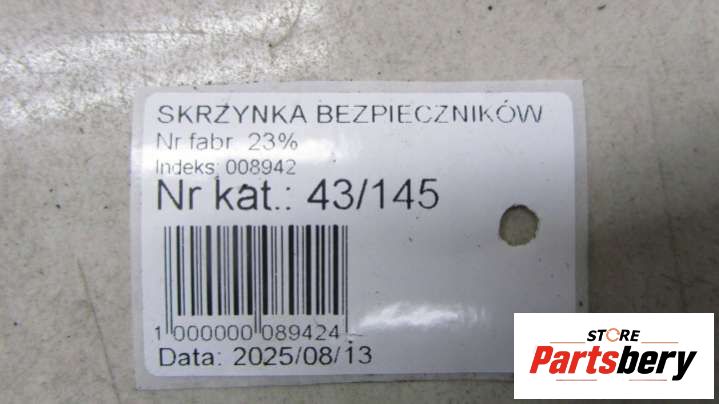 SKRZYNKA BEZPIECZNIKÓW
Nr fabr. 23%
Indeks: 008942
Nr kat.: 43/145
1 000000 089424
Data: 2025/08/13
STORE
Partsbery